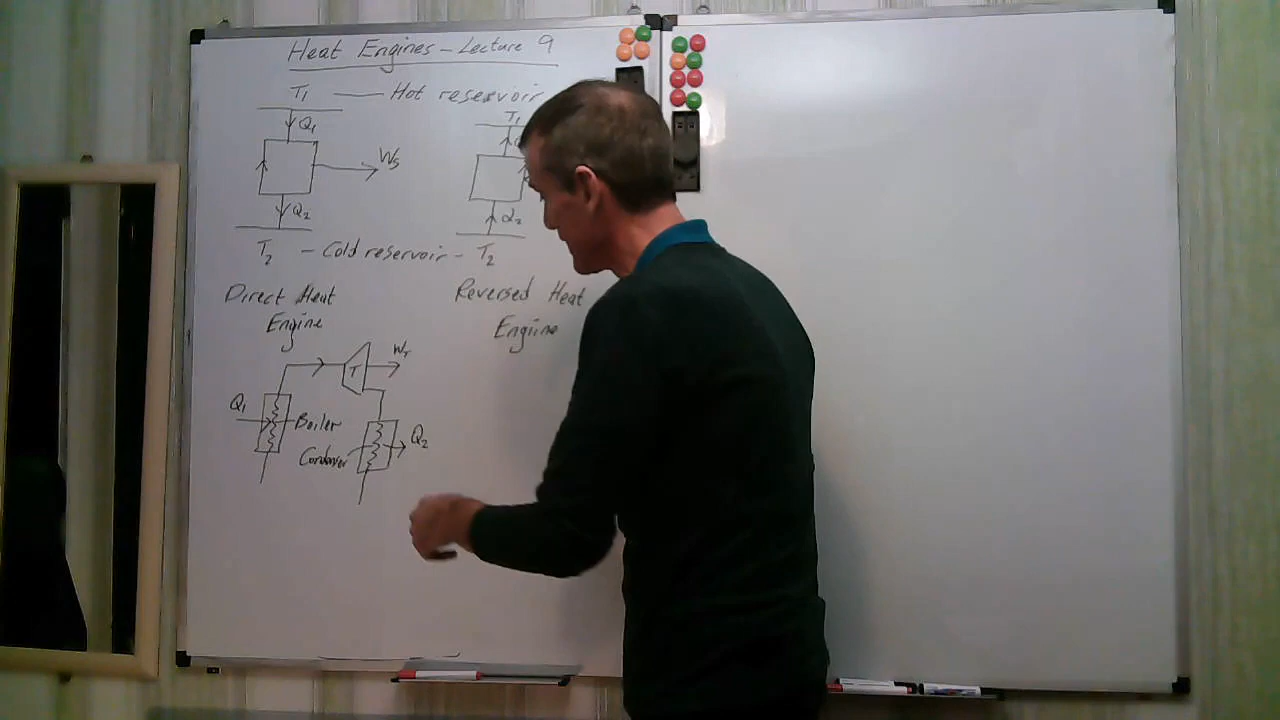 Heat Engines - Lecture 9
T1 — Hot reservoir
Q1
Ws
Q2
T2 - Cold reservoir - T2
Direct Heat
Engine
T1
Q2
Reversed Heat
Engine
T
WT
Q1
Boiler
Condenser
Q2